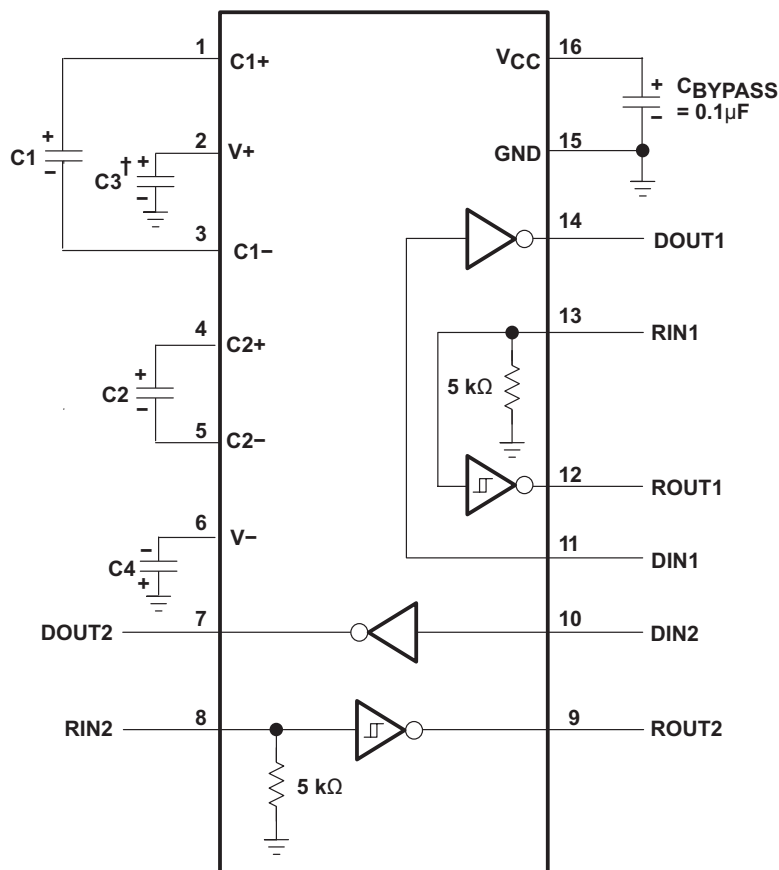 1
C1+
VCC
16
+
CBYPASS
−
= 0.1µF
2
V+
GND
15
+
C1
−
†
+
C3
−
3
C1−
14
DOUT1
13
RIN1
4
C2+
5 kΩ
+
C2
−
5
C2−
12
ROUT1
6
V−
11
DIN1
−
C4
+
DOUT2
7
10
DIN2
RIN2
8
9
ROUT2
5 kΩ